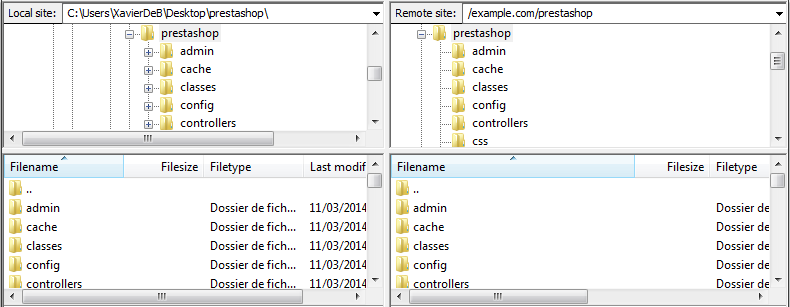 Local site: C:\Users\XavierDeB\Desktop\prestashop\
prestashop
admin
cache
classes
config
controllers
Filename Filesize Filetype Last modif
..
admin Dossier de fich... 11/03/2014
cache Dossier de fich... 11/03/2014
classes Dossier de fich... 11/03/2014
config Dossier de fich... 11/03/2014
controllers Dossier de fich... 11/03/2014
Remote site: /example.com/prestashop
prestashop
admin
cache
classes
config
controllers
css
Filename Filesize Filetype
..
admin Dossier de
cache Dossier de
classes Dossier de
config Dossier de
controllers Dossier de